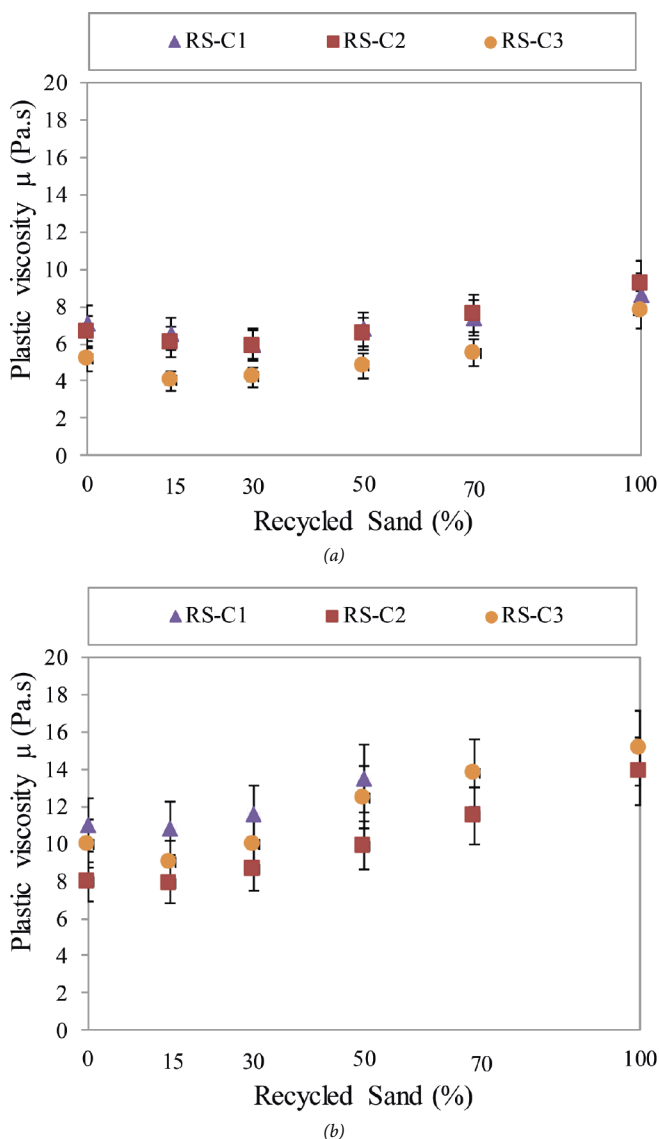 RS-C1 RS-C2 RS-C3
20
18
16
14
12
10
8
6
4
2
0
Plastic viscosity μ (Pa.s)
0 15 30 50 70 100
Recycled Sand (%)
(a)
RS-C1 RS-C2 RS-C3
20
18
16
14
12
10
8
6
4
2
0
Plastic viscosity μ (Pa.s)
0 15 30 50 70 100
Recycled Sand (%)
(b)